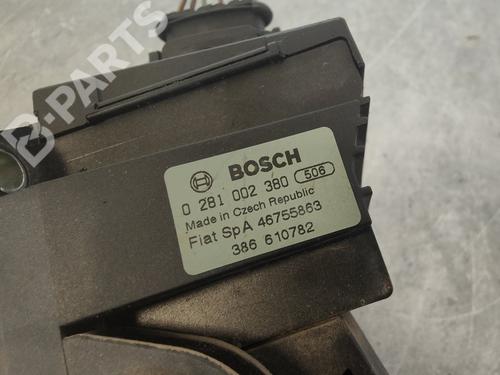 B-PARTS
BOSCH
0 281 002 380 506
Made in Czech Republic
Fiat SpA 46755863
386 610782